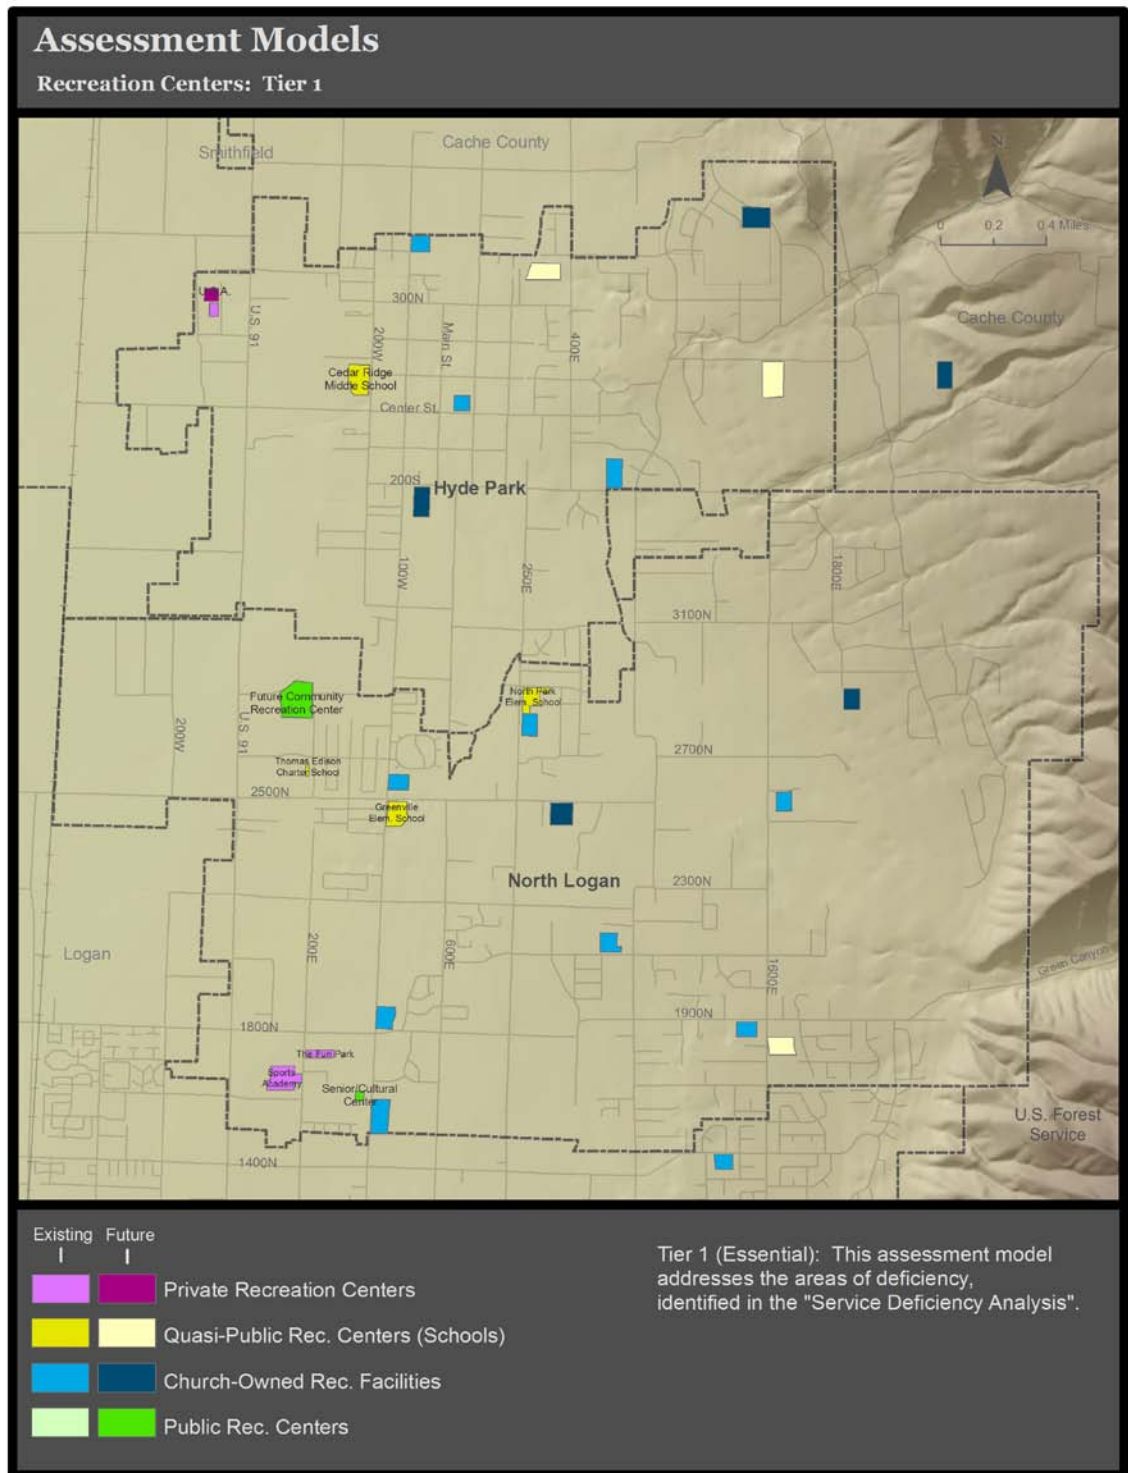 Assessment Models
Recreation Centers: Tier 1
Smithfield
Cache County
N
0 0.2 0.4 Miles
300N
U.S. 91
200W
Main St.
400E
Cache County
Cedar Ridge
Middle School
Center St.
200S
Hyde Park
100W
250E
1800E
3100N
Future Community
Recreation Center
North Park
Elem. School
200W
U.S. 91
2700N
Thomas Edison
Charter School
2500N
Greenville
Elem. School
North Logan
2300N
Logan
200E
600E
1600E
Green Canyon
1800N
1900N
The Fun Park
Sports
Academy
Senior/Cultural
Center
U.S. Forest
Service
1400N
Existing Future
Private Recreation Centers
Quasi-Public Rec. Centers (Schools)
Church-Owned Rec. Facilities
Public Rec. Centers
Tier 1 (Essential): This assessment model
addresses the areas of deficiency,
identified in the "Service Deficiency Analysis".